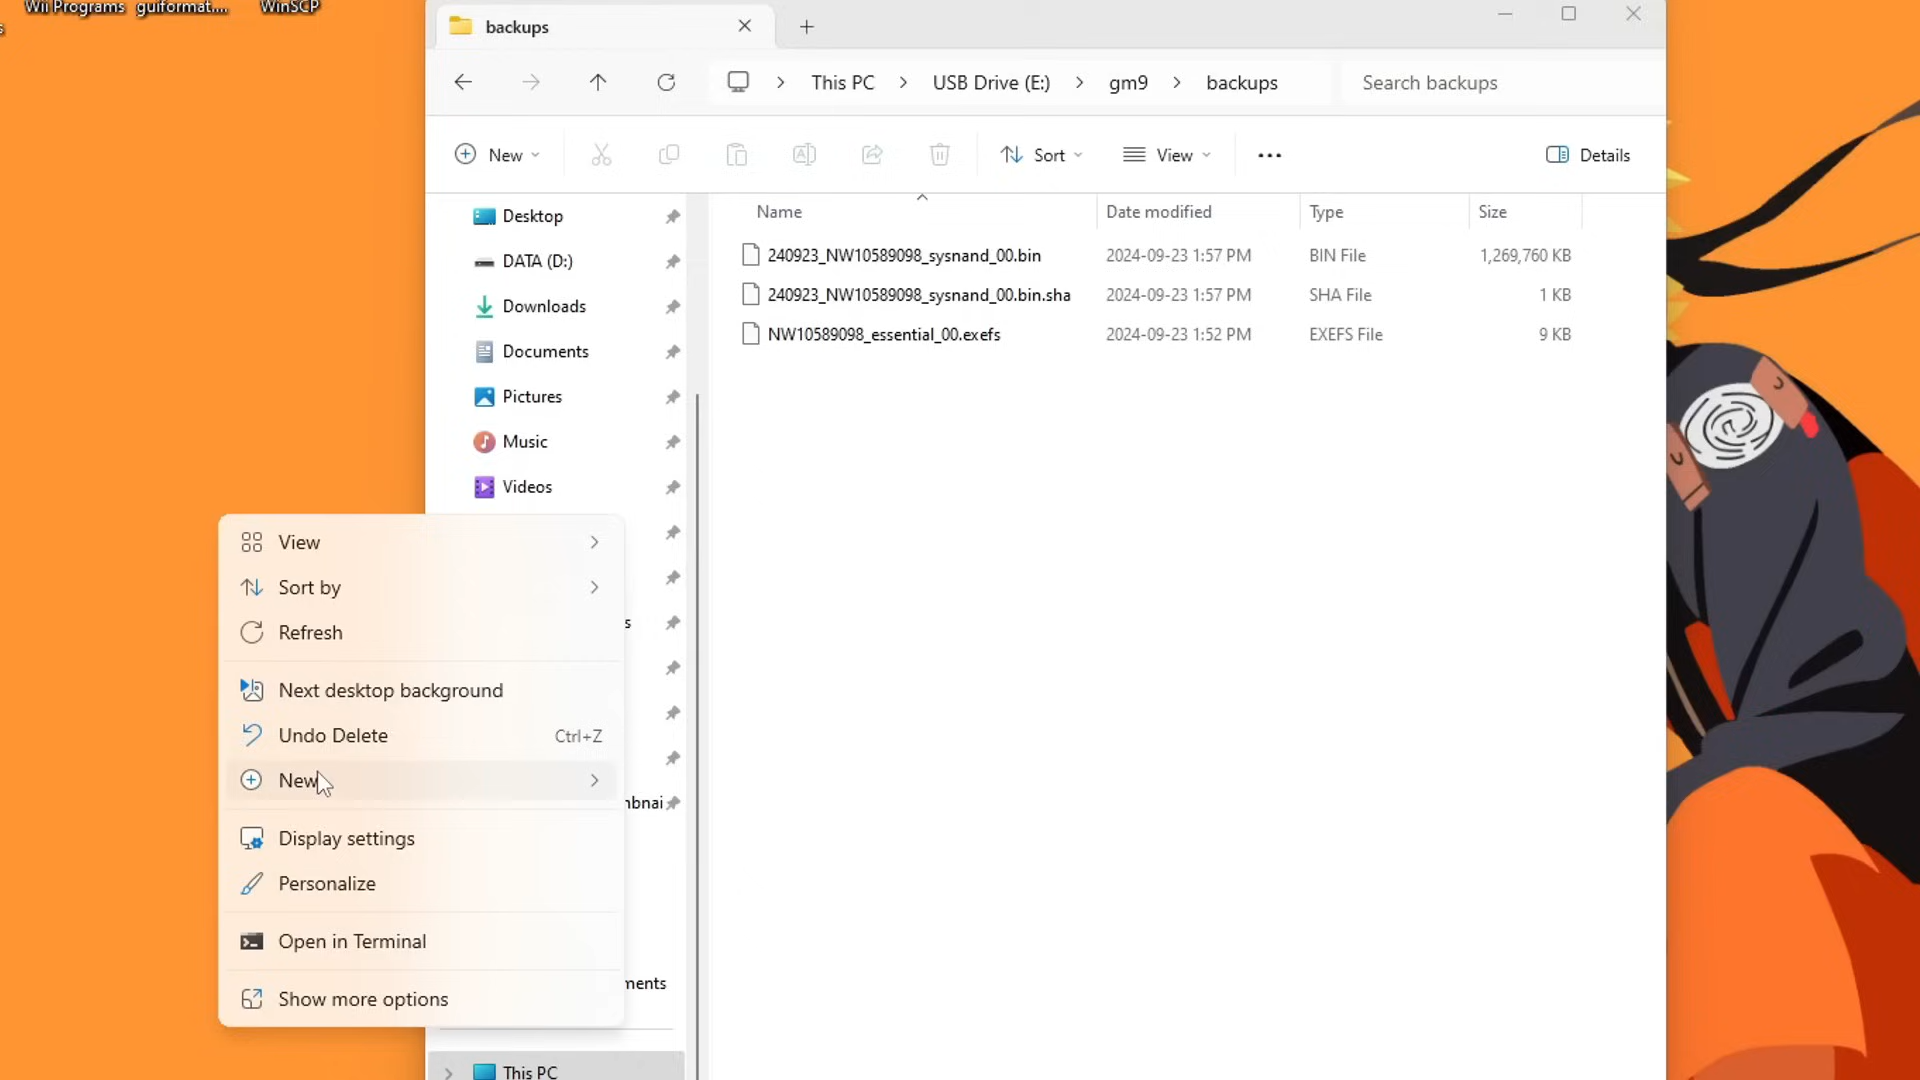 Wii Programs guiformat.... WinSCP
s
backups
This PC > USB Drive (E:) > gm9 > backups
Search backups
New
Sort
View
Details
Name Date modified Type Size
240923_NW10589098_sysnand_00.bin 2024-09-23 1:57 PM BIN File 1,269,760 KB
240923_NW10589098_sysnand_00.bin.sha 2024-09-23 1:57 PM SHA File 1 KB
NW10589098_essential_00.exefs 2024-09-23 1:52 PM EXEFS File 9 KB
Desktop
DATA (D:)
Downloads
Documents
Pictures
Music
Videos
s
nbnai
ments
This PC
View
Sort by
Refresh
Next desktop background
Undo Delete Ctrl+Z
New
Display settings
Personalize
Open in Terminal
Show more options